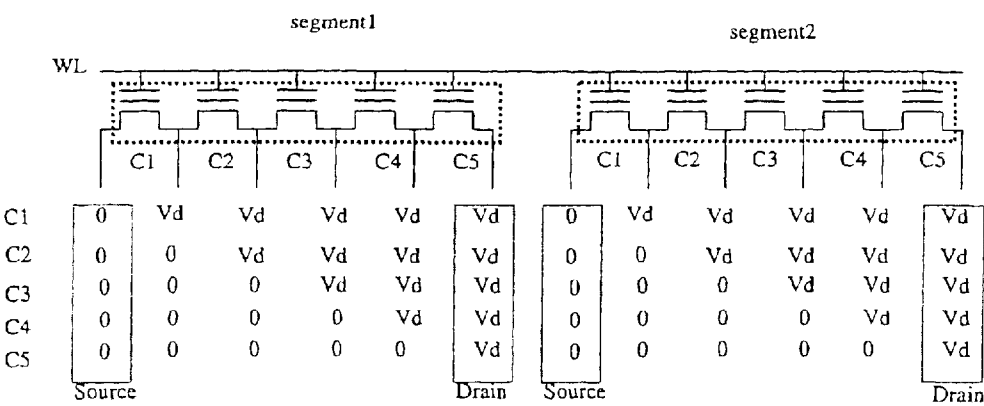 segment1
segment2
WL
C1 C2 C3 C4 C5 C1 C2 C3 C4 C5
C1 0 Vd Vd Vd Vd Vd 0 Vd Vd Vd Vd Vd
C2 0 0 Vd Vd Vd Vd 0 0 Vd Vd Vd Vd
C3 0 0 0 Vd Vd Vd 0 0 0 Vd Vd Vd
C4 0 0 0 0 Vd Vd 0 0 0 0 Vd Vd
C5 0 0 0 0 0 Vd 0 0 0 0 0 Vd
Source Drain Source Drain